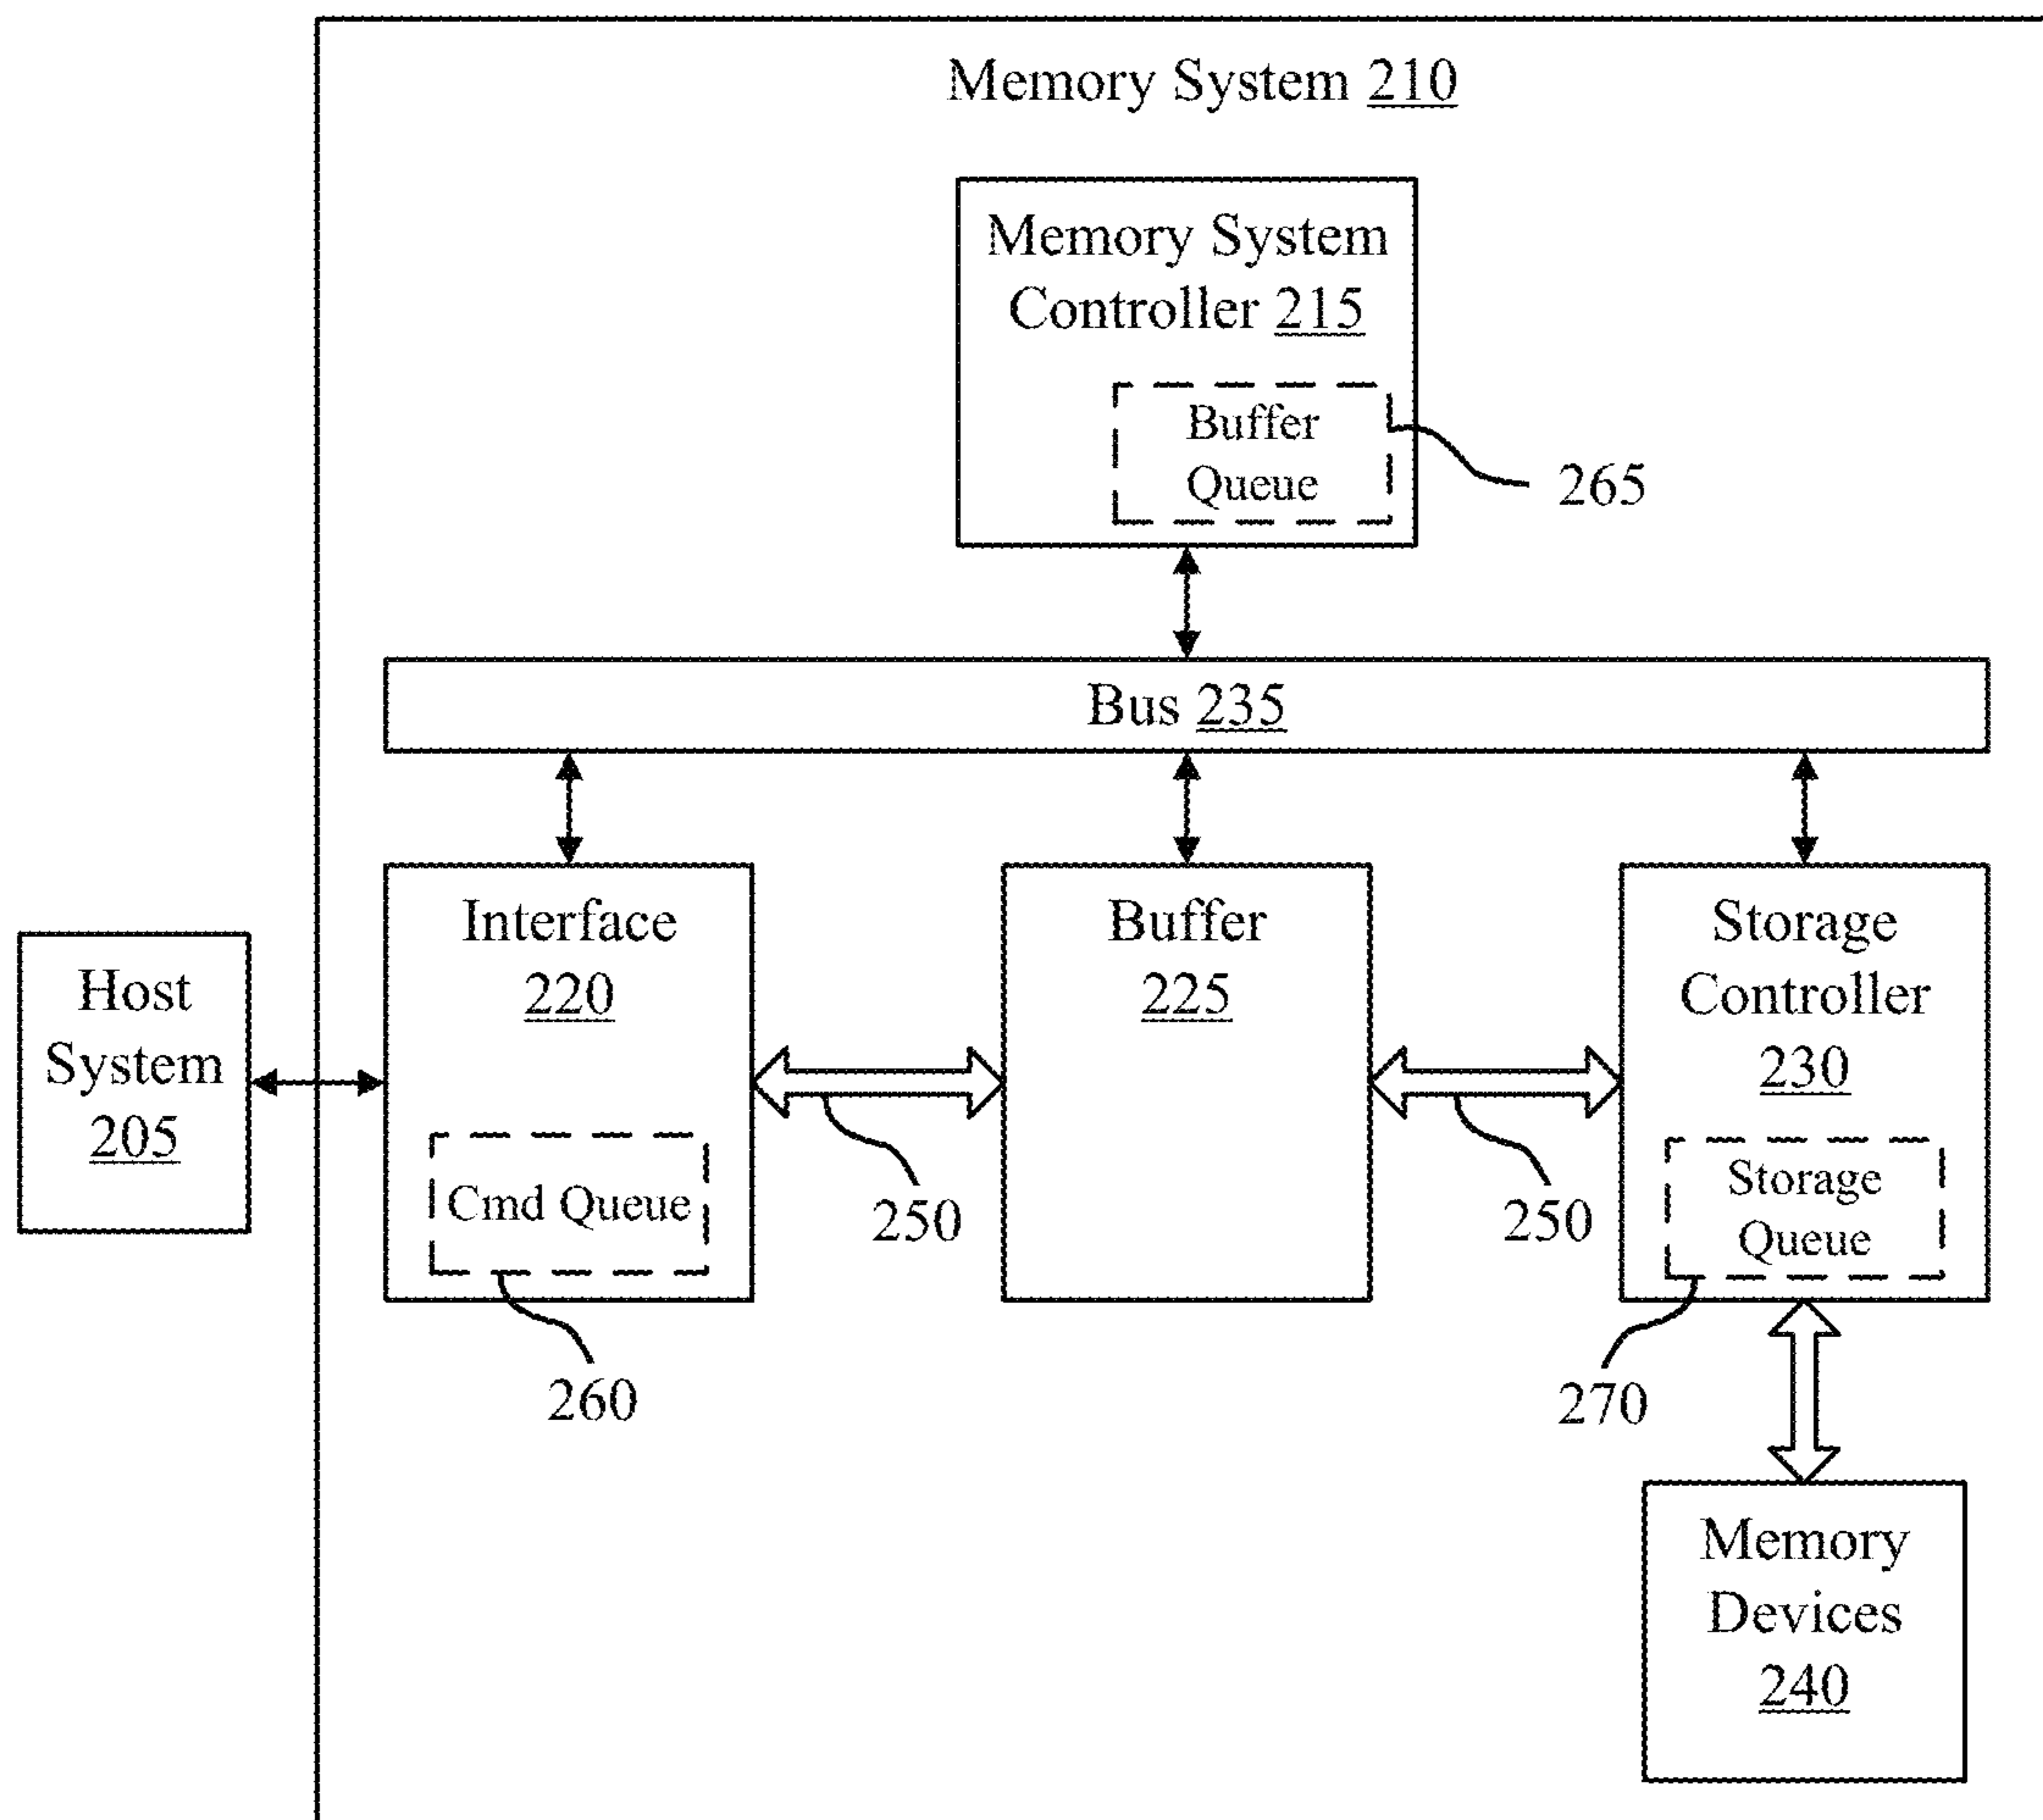 Memory System 210
Memory System
Controller 215
Buffer
Queue
265
Bus 235
Interface
220
Cmd Queue
260
Buffer
225
Storage
Controller
230
Storage
Queue
270
Host
System
205
250
250
Memory
Devices
240